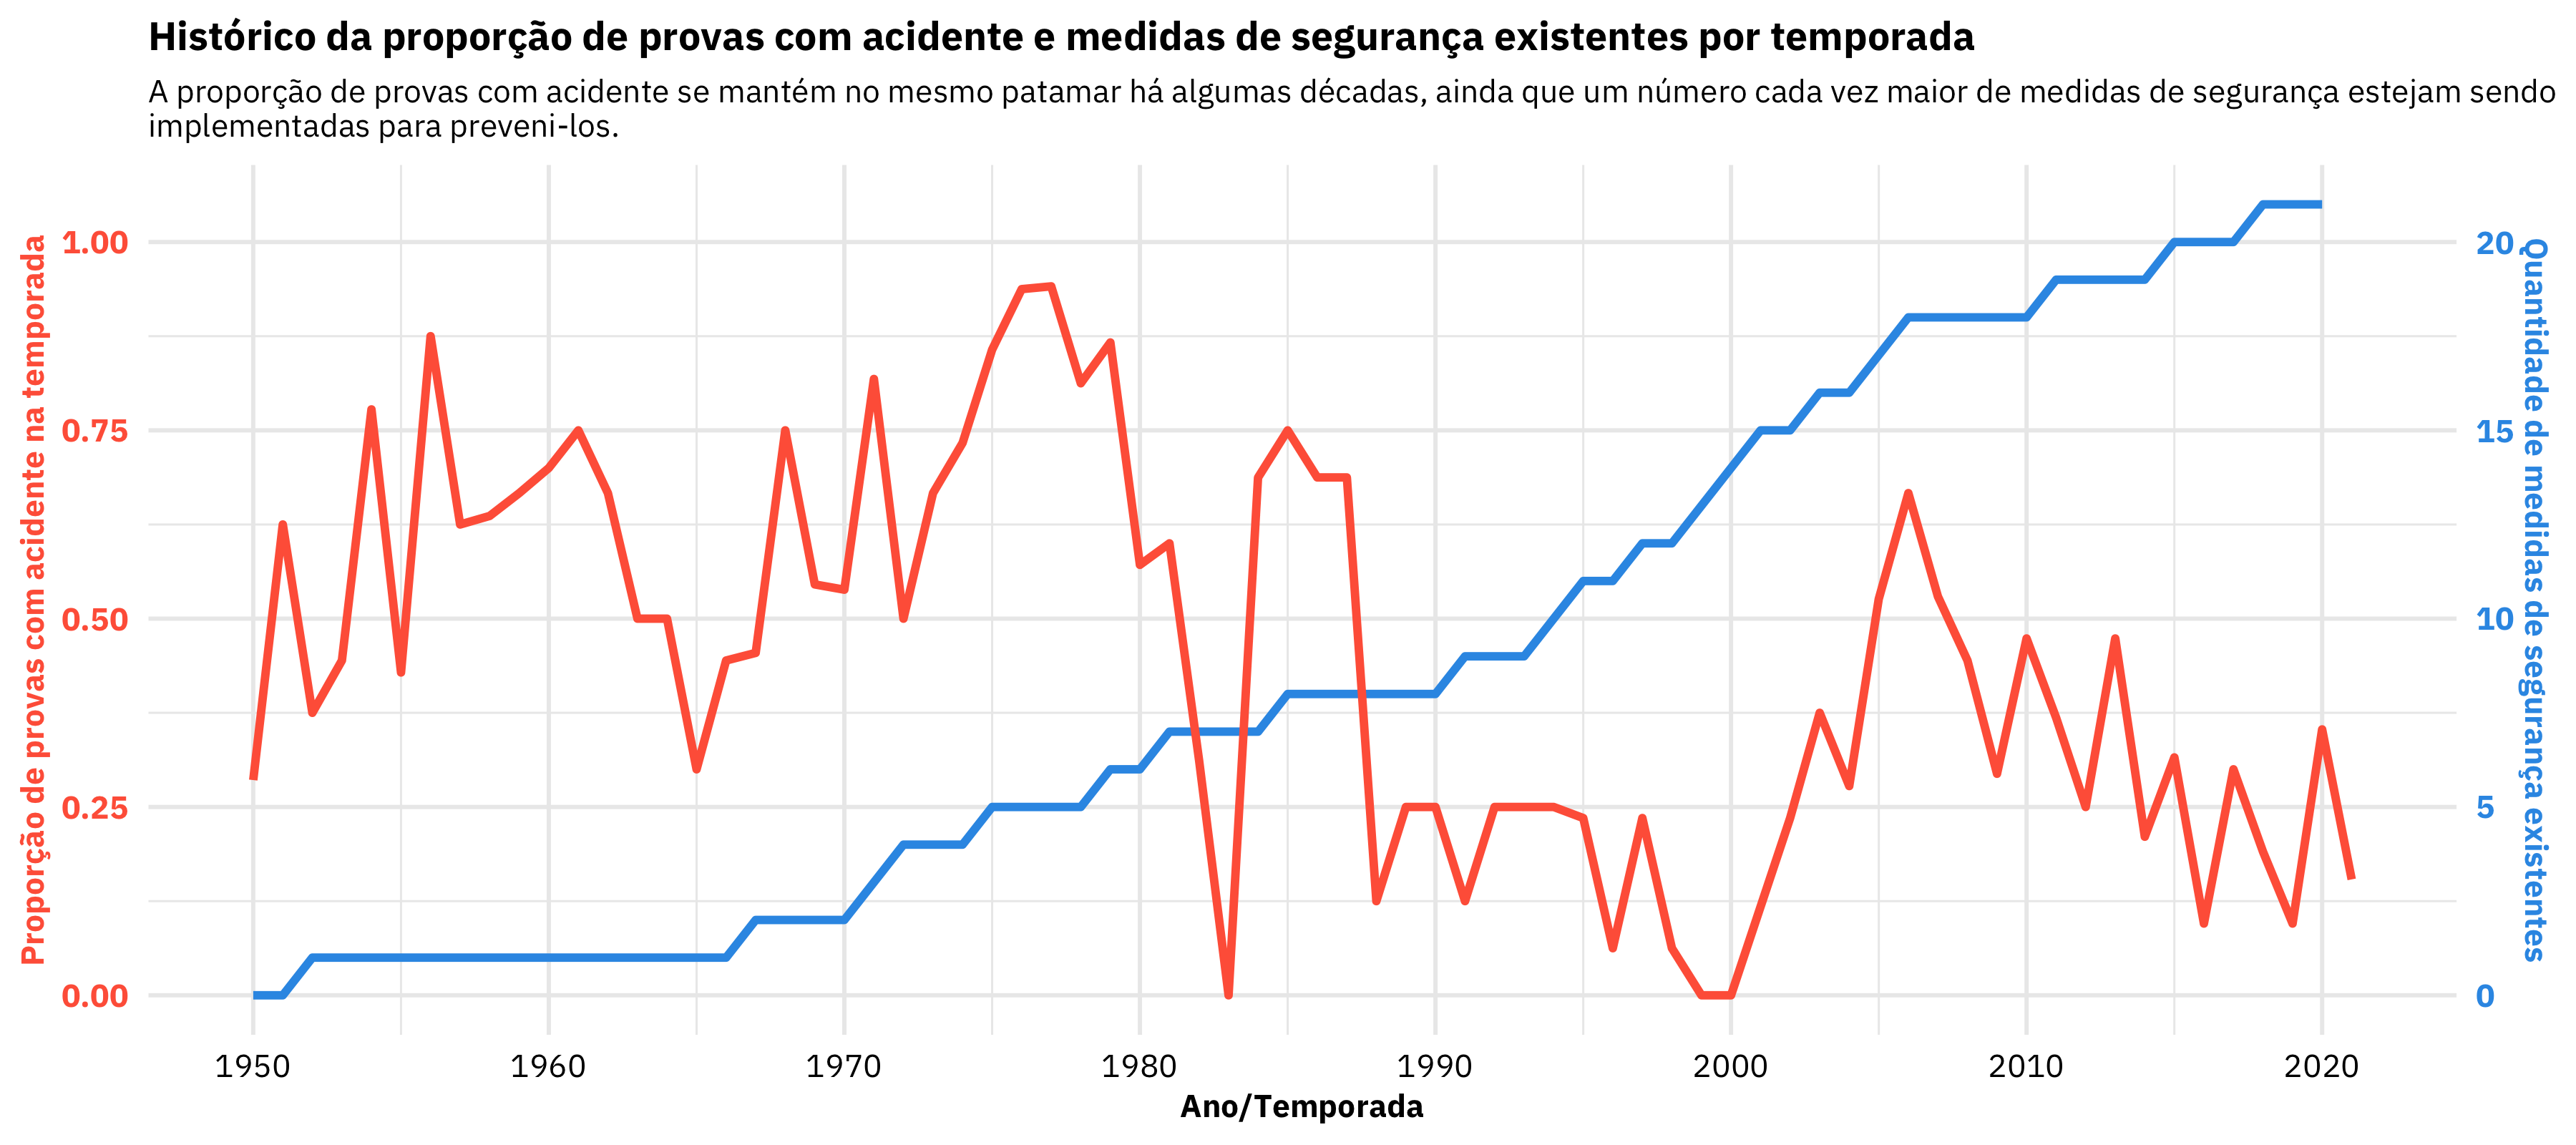 Histórico da proporção de provas com acidente e medidas de segurança existentes por temporada
A proporção de provas com acidente se mantém no mesmo patamar há algumas décadas, ainda que um número cada vez maior de medidas de segurança estejam sendo
implementadas para preveni-los.
Proporção de provas com acidente na temporada
1.00
0.75
0.50
0.25
0.00
20
15
10
5
0
Quantidade de medidas de segurança existentes
1950 1960 1970 1980 1990 2000 2010 2020
Ano/Temporada